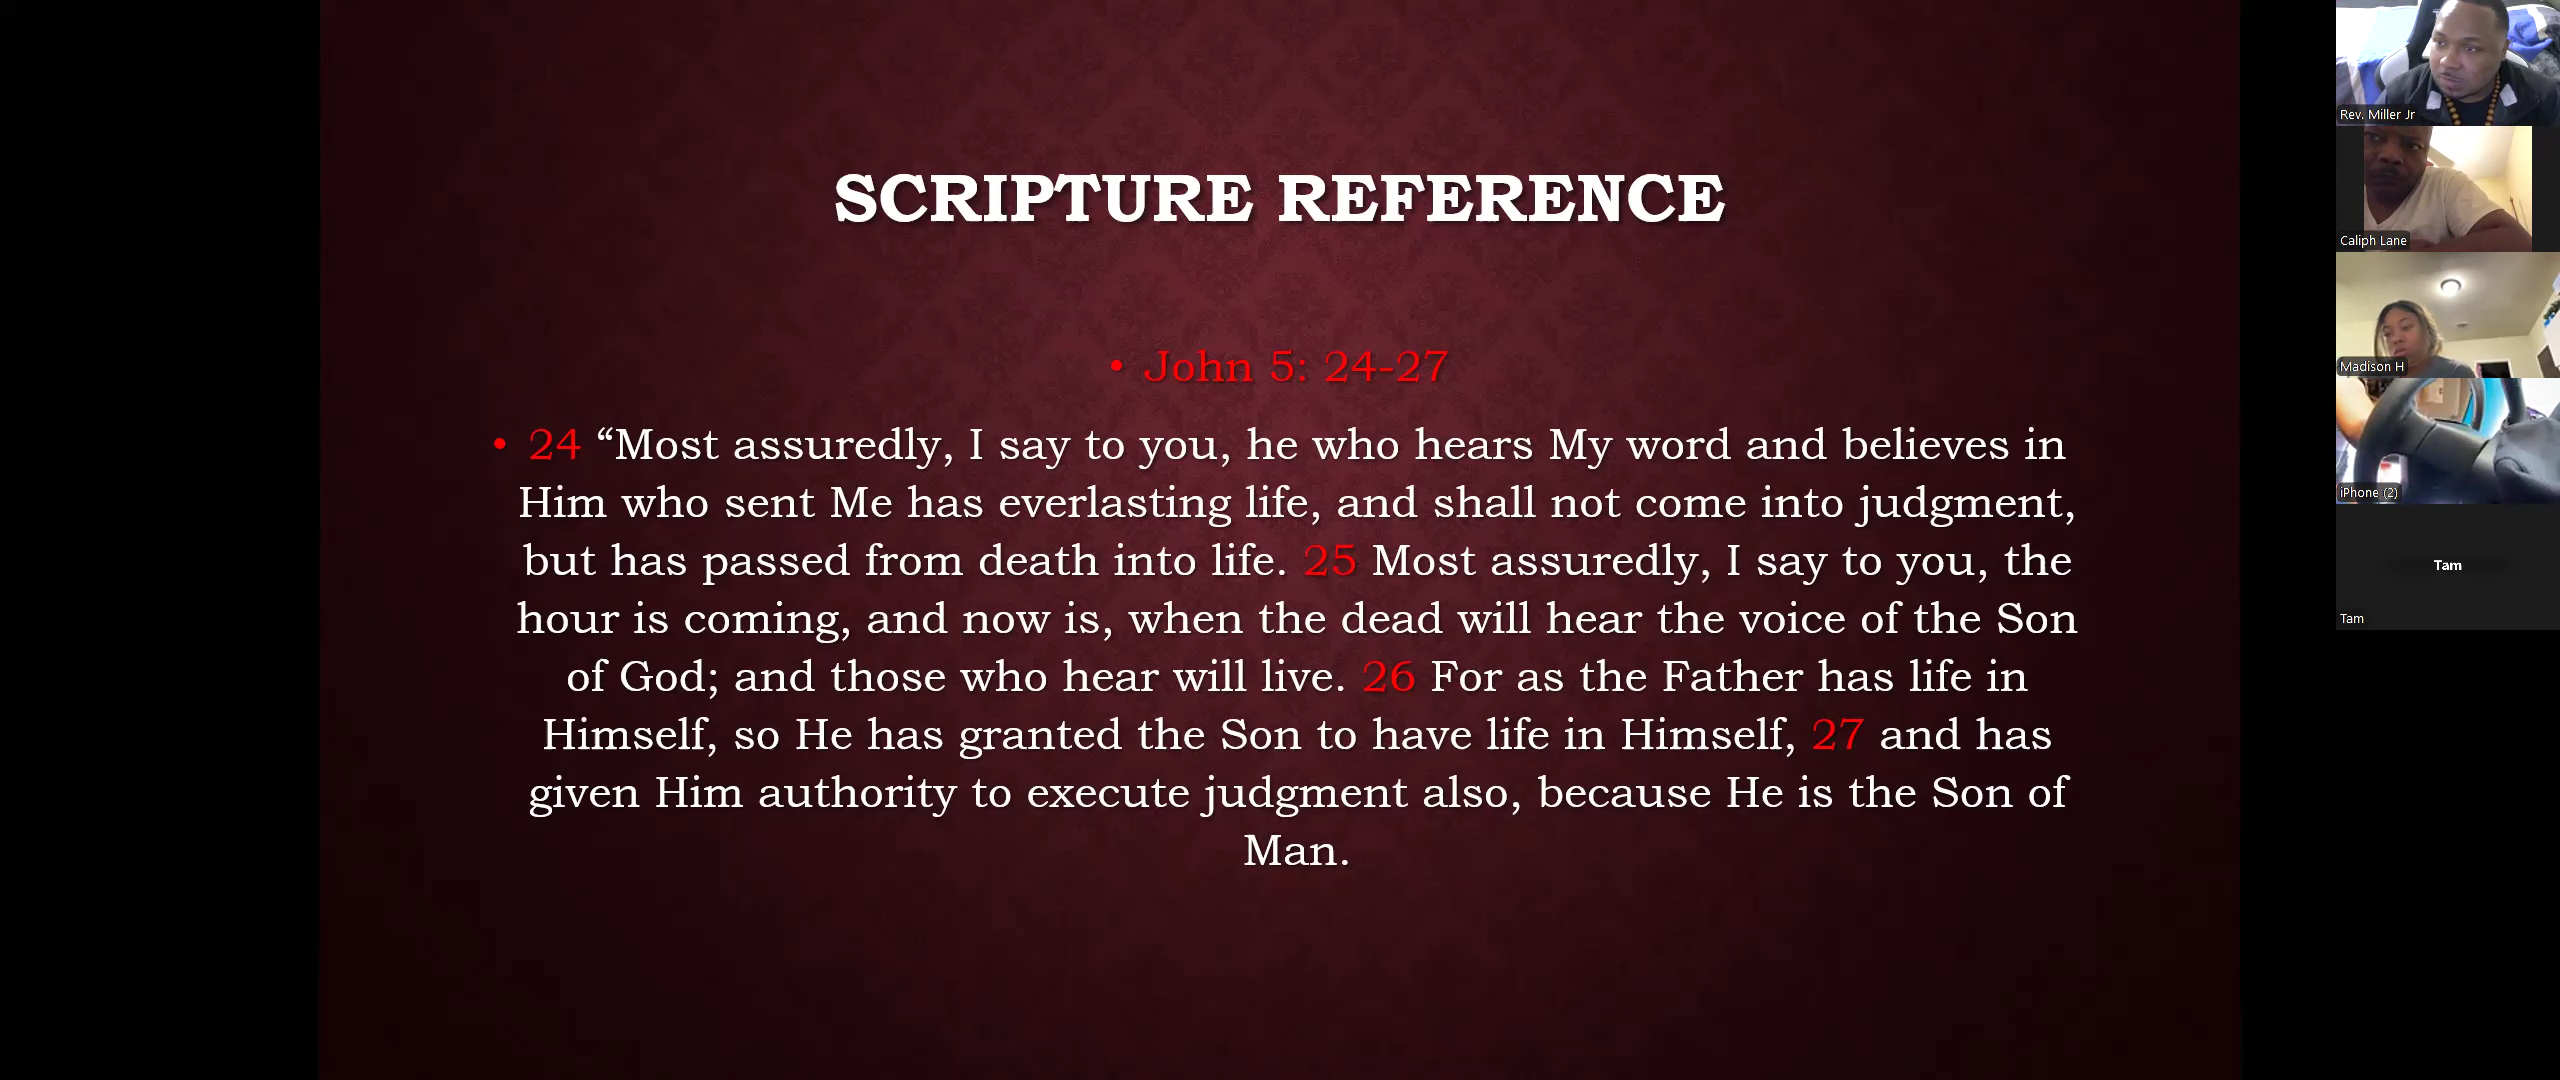 SCRIPTURE REFERENCE
• John 5: 24-27
• 24 “Most assuredly, I say to you, he who hears My word and believes in
Him who sent Me has everlasting life, and shall not come into judgment,
but has passed from death into life. 25 Most assuredly, I say to you, the
hour is coming, and now is, when the dead will hear the voice of the Son
of God; and those who hear will live. 26 For as the Father has life in
Himself, so He has granted the Son to have life in Himself, 27 and has
given Him authority to execute judgment also, because He is the Son of
Man.
Rev. Miller Jr
Caliph Lane
Madison H
iPhone (2)
Tam
Tam